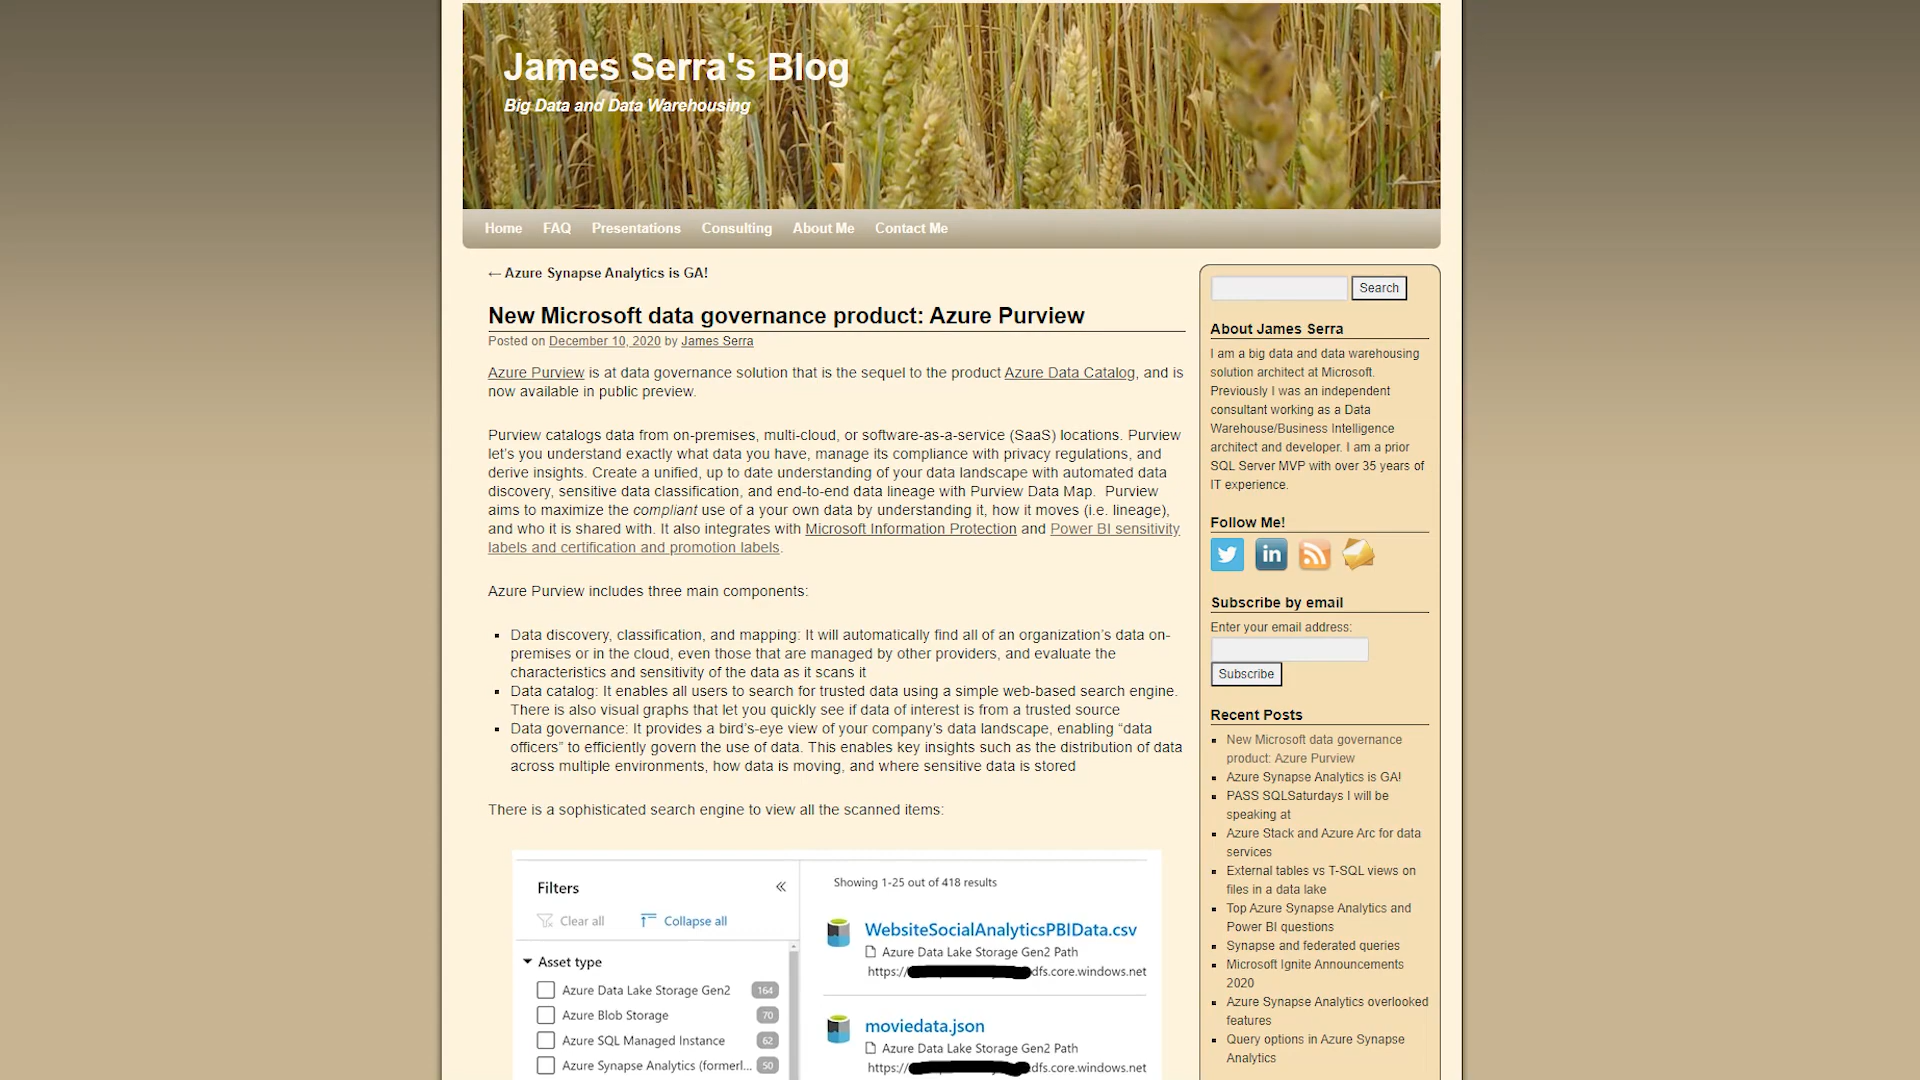 James Serra's Blog
Big Data and Data Warehousing
Home FAQ Presentations Consulting About Me Contact Me
← Azure Synapse Analytics is GA!
New Microsoft data governance product: Azure Purview
Posted on December 10, 2020 by James Serra
Azure Purview is at data governance solution that is the sequel to the product Azure Data Catalog, and is
now available in public preview.
Purview catalogs data from on-premises, multi-cloud, or software-as-a-service (SaaS) locations. Purview
let’s you understand exactly what data you have, manage its compliance with privacy regulations, and
derive insights. Create a unified, up to date understanding of your data landscape with automated data
discovery, sensitive data classification, and end-to-end data lineage with Purview Data Map.  Purview
aims to maximize the compliant use of a your own data by understanding it, how it moves (i.e. lineage),
and who it is shared with. It also integrates with Microsoft Information Protection and Power BI sensitivity
labels and certification and promotion labels.
Azure Purview includes three main components:
▪ Data discovery, classification, and mapping: It will automatically find all of an organization’s data on-
premises or in the cloud, even those that are managed by other providers, and evaluate the
characteristics and sensitivity of the data as it scans it
▪ Data catalog: It enables all users to search for trusted data using a simple web-based search engine.
There is also visual graphs that let you quickly see if data of interest is from a trusted source
▪ Data governance: It provides a bird’s-eye view of your company’s data landscape, enabling “data
officers” to efficiently govern the use of data. This enables key insights such as the distribution of data
across multiple environments, how data is moving, and where sensitive data is stored
There is a sophisticated search engine to view all the scanned items:
Filters
Clear all Collapse all
Asset type
Azure Data Lake Storage Gen2 164
Azure Blob Storage 70
Azure SQL Managed Instance 62
Azure Synapse Analytics (formerl... 50
Showing 1-25 out of 418 results
WebsiteSocialAnalyticsPBIData.csv
Azure Data Lake Storage Gen2 Path
https:// dfs.core.windows.net
moviedata.json
Azure Data Lake Storage Gen2 Path
https:// dfs.core.windows.net
Search
About James Serra
I am a big data and data warehousing
solution architect at Microsoft.
Previously I was an independent
consultant working as a Data
Warehouse/Business Intelligence
architect and developer. I am a prior
SQL Server MVP with over 35 years of
IT experience.
Follow Me!
in
Subscribe by email
Enter your email address:
Subscribe
Recent Posts
▪ New Microsoft data governance
product: Azure Purview
▪ Azure Synapse Analytics is GA!
▪ PASS SQLSaturdays I will be
speaking at
▪ Azure Stack and Azure Arc for data
services
▪ External tables vs T-SQL views on
files in a data lake
▪ Top Azure Synapse Analytics and
Power BI questions
▪ Synapse and federated queries
▪ Microsoft Ignite Announcements
2020
▪ Azure Synapse Analytics overlooked
features
▪ Query options in Azure Synapse
Analytics